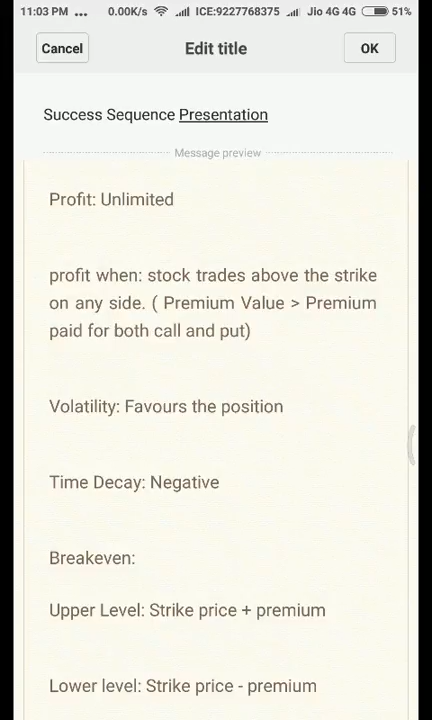 11:03 PM ... 0.00K/s ICE:9227768375 Jio 4G 4G 51%
Cancel Edit title OK
Success Sequence Presentation
Message preview
Profit: Unlimited
profit when: stock trades above the strike
on any side. ( Premium Value > Premium
paid for both call and put)
Volatility: Favours the position
Time Decay: Negative
Breakeven:
Upper Level: Strike price + premium
Lower level: Strike price - premium